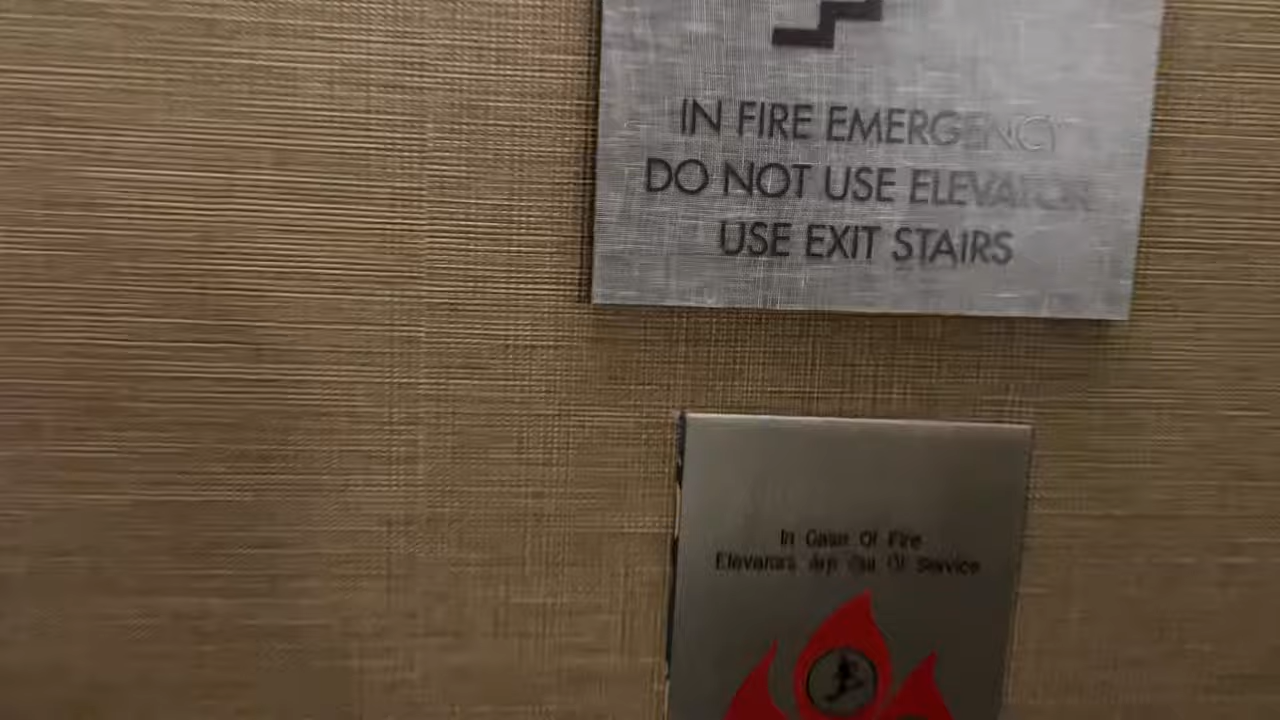 IN FIRE EMERGENCY
DO NOT USE ELEVATOR
USE EXIT STAIRS
In Case Of Fire
Elevators Are Out Of Service